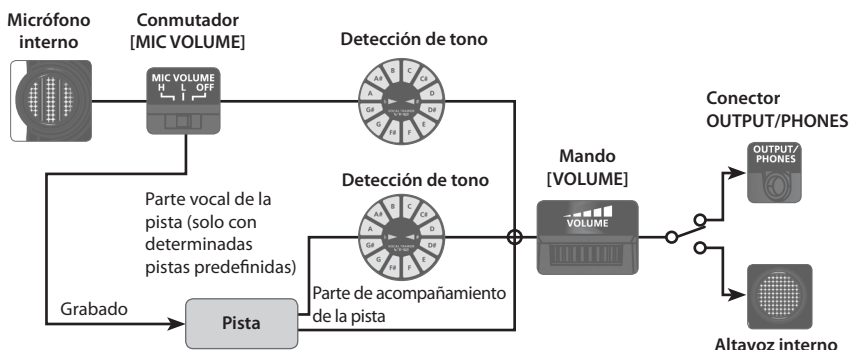 Micrófono
interno
Conmutador
[MIC VOLUME]
Detección de tono
MIC VOLUME
H L OFF
B C
A# C#
A D
G# D#
G E
F# F
Conector
OUTPUT/PHONES
OUTPUT/
PHONES
Mando
[VOLUME]
VOLUME
Detección de tono
B C
A# C#
A D
G# D#
G E
F# F
Parte vocal de la
pista (solo con
determinadas
pistas predefinidas)
Parte de acompañamiento
de la pista
Grabado
Pista
Altavoz interno